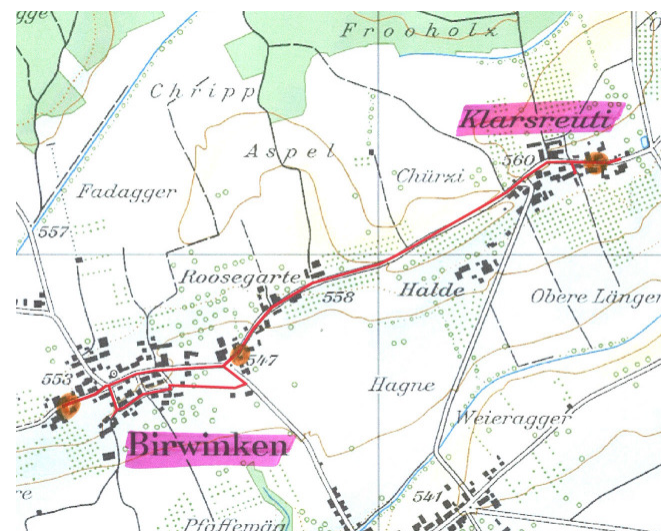 Frooholz
Chripp
Klarsreuti
Aspel
560
Chürzi
Fadagger
557
Roosegarte
558
Halde
Obere Länger
547
553
Hagne
Weieragger
Birwinken
541